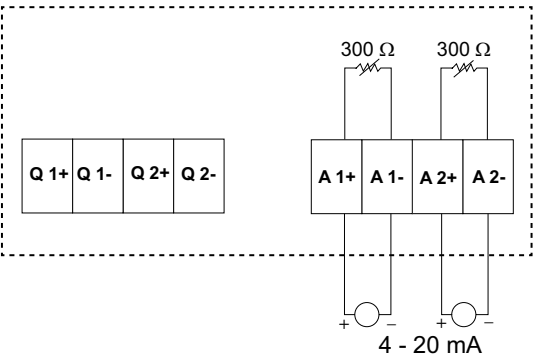 300 Ω 300 Ω
Q 1+ Q 1- Q 2+ Q 2- A 1+ A 1- A 2+ A 2-
+ − + −
4 - 20 mA